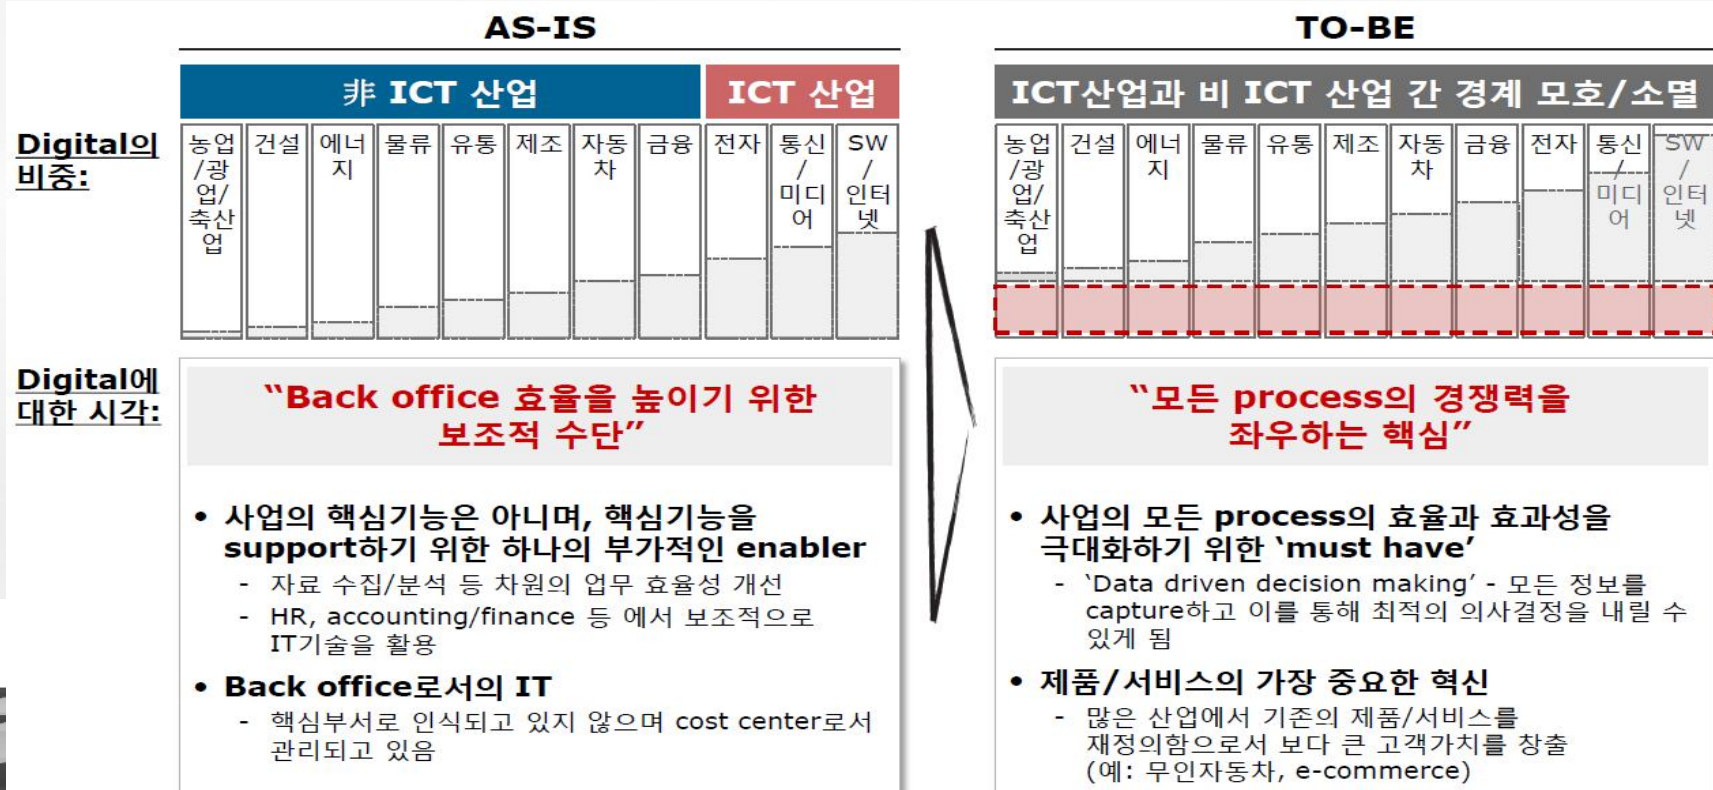 AS-IS
非 ICT 산업
ICT 산업
Digital의
비중:
농업
/광
업/
축산
업
건설
에너
지
물류
유통
제조
자동
차
금융
전자
통신
/
미디
어
SW
/
인터
넷
Digital에
대한 시각:
“Back office 효율을 높이기 위한
보조적 수단”
• 사업의 핵심기능은 아니며, 핵심기능을
support하기 위한 하나의 부가적인 enabler
- 자료 수집/분석 등 차원의 업무 효율성 개선
- HR, accounting/finance 등 에서 보조적으로
IT기술을 활용
• Back office로서의 IT
- 핵심부서로 인식되고 있지 않으며 cost center로서
관리되고 있음
TO-BE
ICT산업과 비 ICT 산업 간 경계 모호/소멸
농업
/광
업/
축산
업
건설
에너
지
물류
유통
제조
자동
차
금융
전자
통신
/
미디
어
SW
/
인터
넷
“모든 process의 경쟁력을
좌우하는 핵심”
• 사업의 모든 process의 효율과 효과성을
극대화하기 위한 ‘must have’
- ‘Data driven decision making’ - 모든 정보를
capture하고 이를 통해 최적의 의사결정을 내릴 수
있게 됨
• 제품/서비스의 가장 중요한 혁신
- 많은 산업에서 기존의 제품/서비스를
재정의함으로서 보다 큰 고객가치를 창출
(예: 무인자동차, e-commerce)